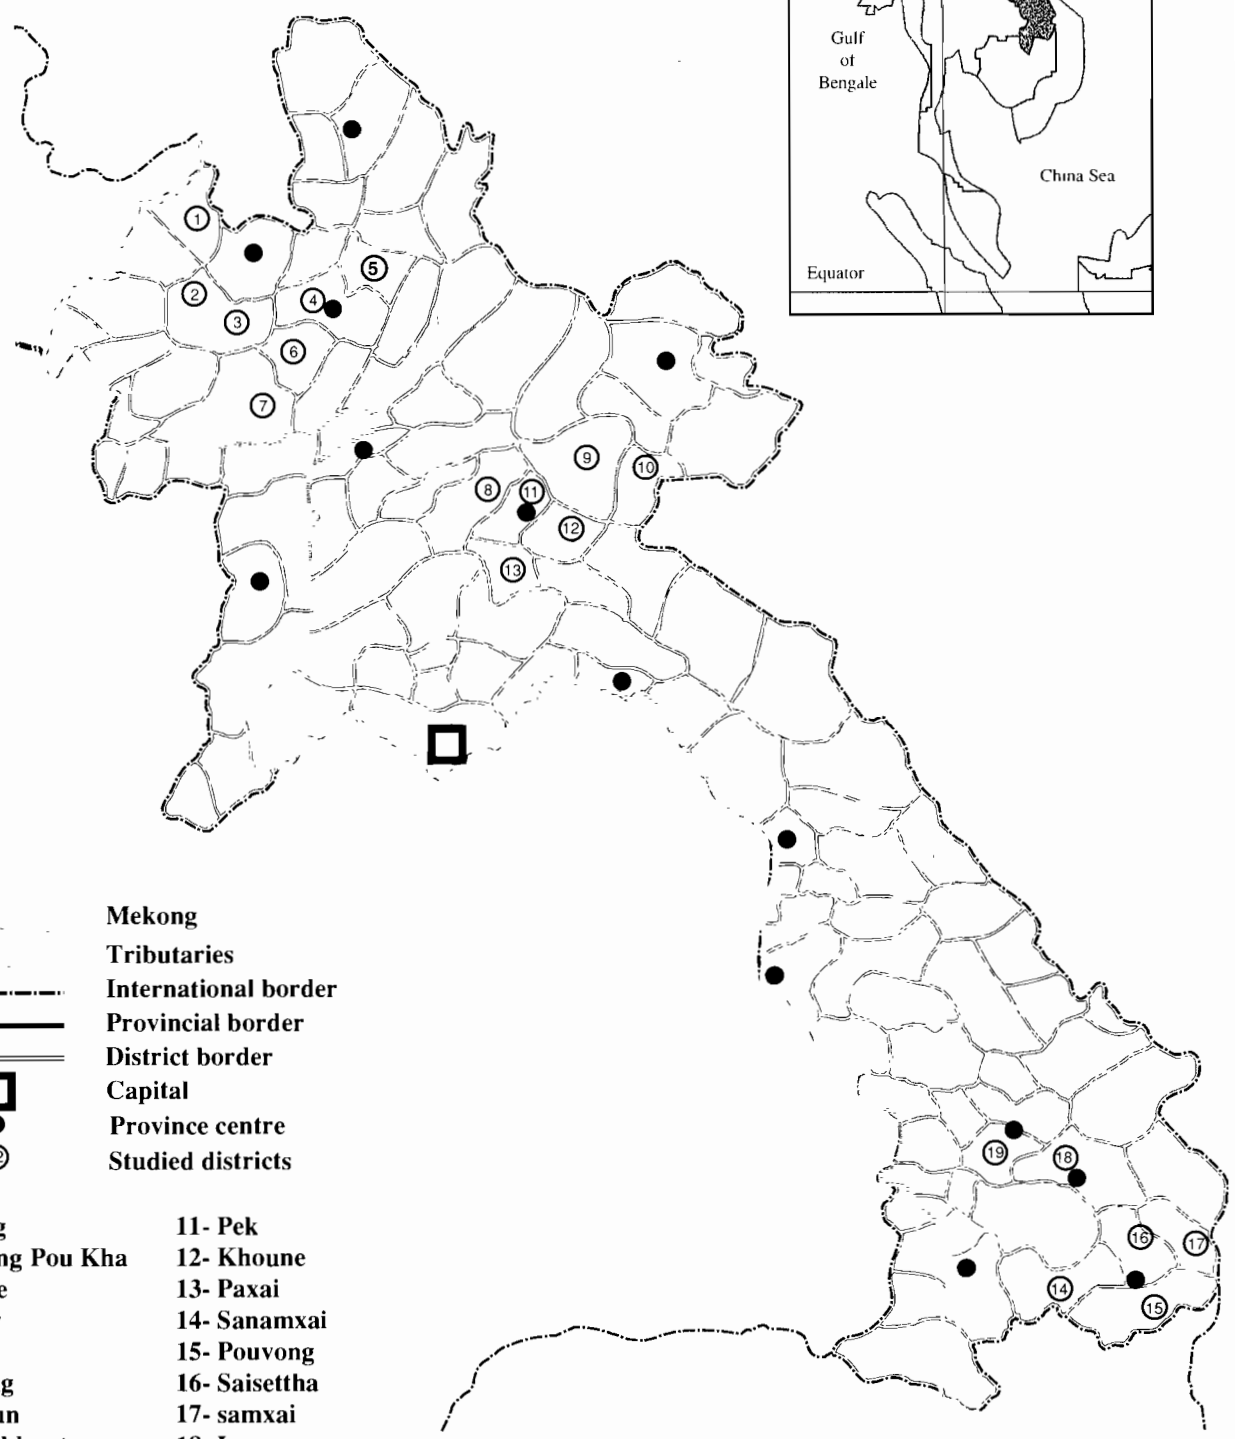 Gulf
of
Bengale
China Sea
Equator
1
2
3
4
5
6
7
8
9
10
11
12
13
14
15
16
17
18
19
Mekong
Tributaries
International border
Provincial border
District border
Capital
Province centre
Studied districts
11- Pek
Pou Kha
12- Khoune
13- Paxai
14- Sanamxai
15- Pouvong
16- Saisettha
17- samxai